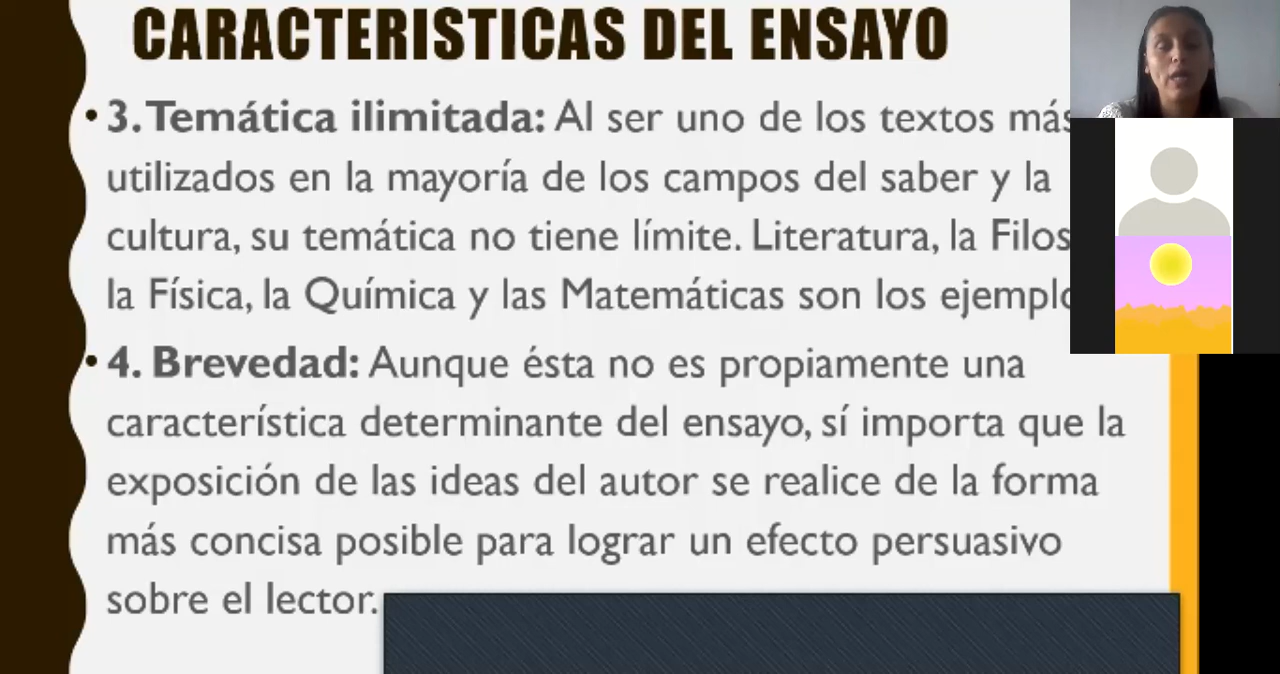 CARACTERISTICAS DEL ENSAYO
• 3. Temática ilimitada: Al ser uno de los textos más
utilizados en la mayoría de los campos del saber y la
cultura, su temática no tiene límite. Literatura, la
la Física, la Química y las Matemáticas son los
• 4. Brevedad: Aunque ésta no es propiamente una
característica determinante del ensayo, sí importa que la
exposición de las ideas del autor se realice de la forma
más concisa posible para lograr un efecto persuasivo
sobre el lector.